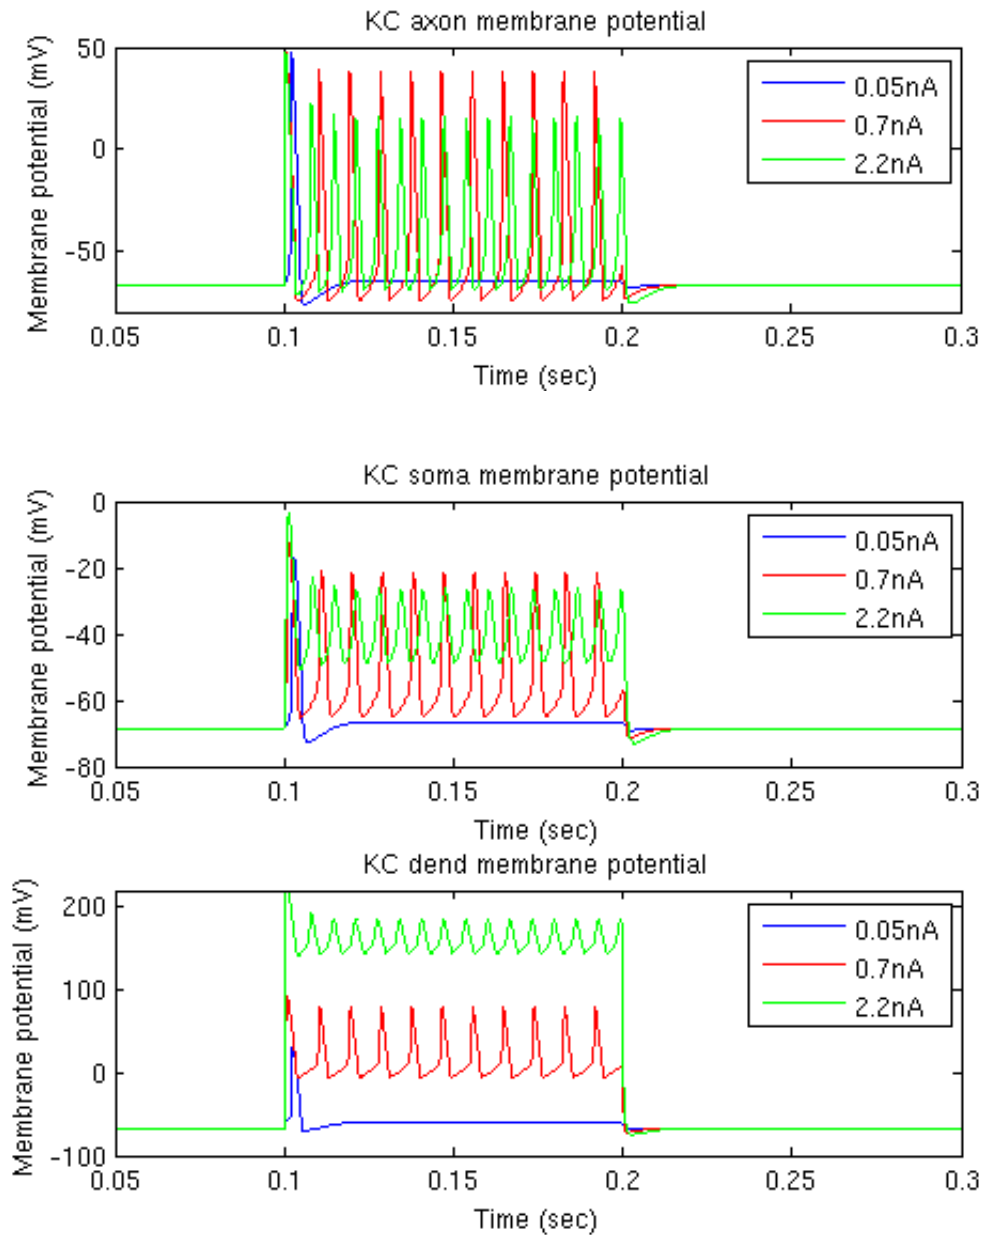 KC axon membrane potential
Membrane potential (mV)
50
0
-50
0.05nA
0.7nA
2.2nA
0.05 0.1 0.15 0.2 0.25 0.3
Time (sec)
KC soma membrane potential
Membrane potential (mV)
0
-20
-40
-60
-80
0.05nA
0.7nA
2.2nA
0.05 0.1 0.15 0.2 0.25 0.3
Time (sec)
KC dend membrane potential
Membrane potential (mV)
200
100
0
-100
0.05nA
0.7nA
2.2nA
0.05 0.1 0.15 0.2 0.25 0.3
Time (sec)